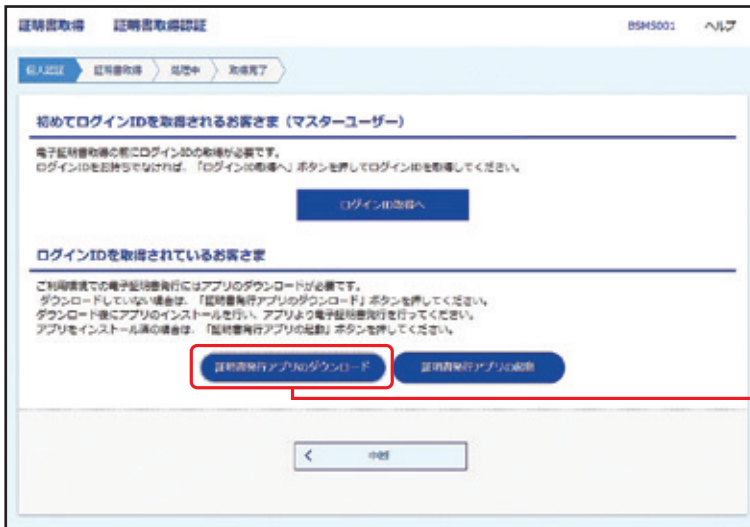 証明書取得 証明書取得認証 BSMS001 ヘルプ
個人認証 証明書取得 処理中 取得完了
初めてログインIDを取得されるお客さま（マスターユーザー）
電子証明書取得の前にログインIDの取得が必要です。
ログインIDをお持ちでなければ、「ログインID取得へ」ボタンを押してログインIDを取得してください。
ログインID取得へ
ログインIDを取得されているお客さま
ご利用環境での電子証明書発行にはアプリのダウンロードが必要です。
ダウンロードしていない場合は、「証明書発行アプリのダウンロード」ボタンを押してください。
ダウンロード後にアプリのインストールを行い、アプリより電子証明書発行を行ってください。
アプリをインストール済の場合は、「証明書発行アプリの起動」ボタンを押してください。
証明書発行アプリのダウンロード 証明書発行アプリの起動
中断